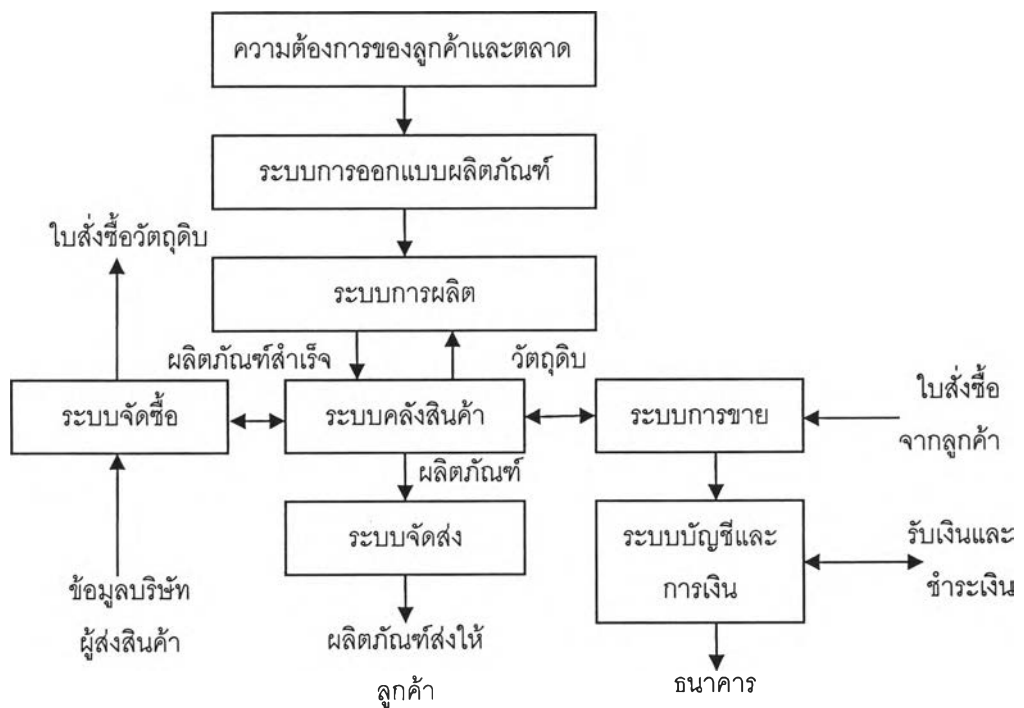 ความต้องการของลูกค้าและตลาด
ระบบการออกแบบผลิตภัณฑ์
ใบสั่งซื้อวัตถุดิบ
ระบบการผลิต
ผลิตภัณฑ์สำเร็จ
วัตถุดิบ
ระบบจัดซื้อ
ระบบคลังสินค้า
ระบบการขาย
ใบสั่งซื้อ
จากลูกค้า
ผลิตภัณฑ์
ระบบจัดส่ง
ระบบบัญชีและ
การเงิน
รับเงินและ
ชำระเงิน
ข้อมูลบริษัท
ผู้ส่งสินค้า
ผลิตภัณฑ์ส่งให้
ลูกค้า
ธนาคาร